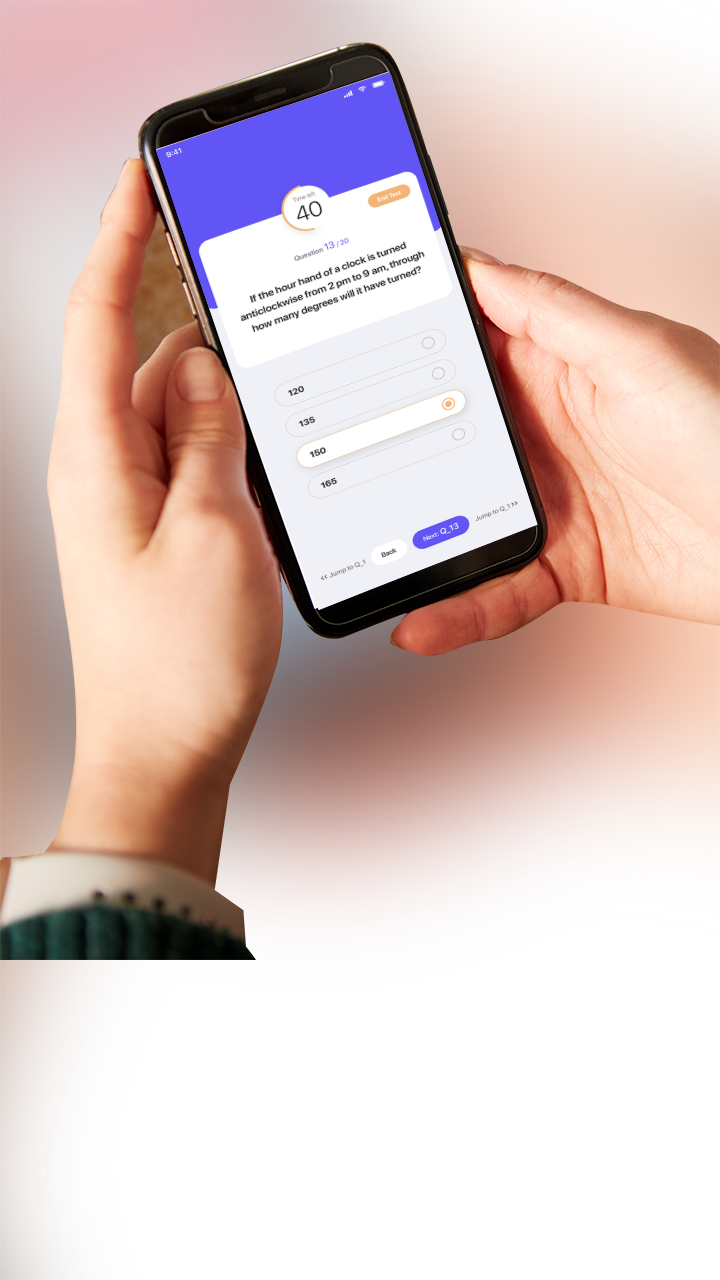 9:41
Time left
40
End Test
Question 13 / 20
If the hour hand of a clock is turned
anticlockwise from 2 pm to 9 am, through
how many degrees will it have turned?
120
135
150
165
<< Jump to Q_1
Back
Next: Q_13
Jump to Q_1 >>